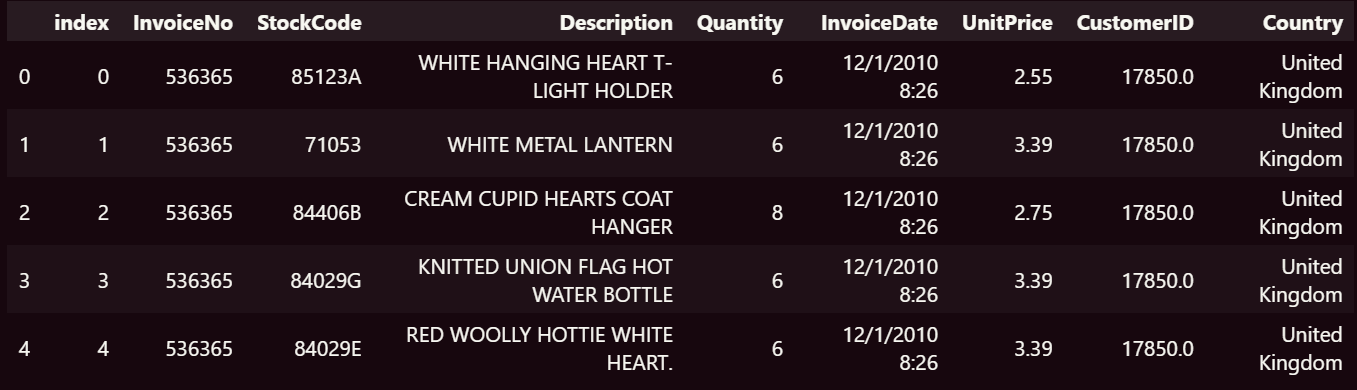 index InvoiceNo StockCode Description Quantity InvoiceDate UnitPrice CustomerID Country
0 0 536365 85123A WHITE HANGING HEART T- 6 12/1/2010 2.55 17850.0 United
LIGHT HOLDER 8:26 Kingdom
1 1 536365 71053 WHITE METAL LANTERN 6 12/1/2010 3.39 17850.0 United
8:26 Kingdom
2 2 536365 84406B CREAM CUPID HEARTS COAT 8 12/1/2010 2.75 17850.0 United
HANGER 8:26 Kingdom
3 3 536365 84029G KNITTED UNION FLAG HOT 6 12/1/2010 3.39 17850.0 United
WATER BOTTLE 8:26 Kingdom
4 4 536365 84029E RED WOOLLY HOTTIE WHITE 6 12/1/2010 3.39 17850.0 United
HEART. 8:26 Kingdom